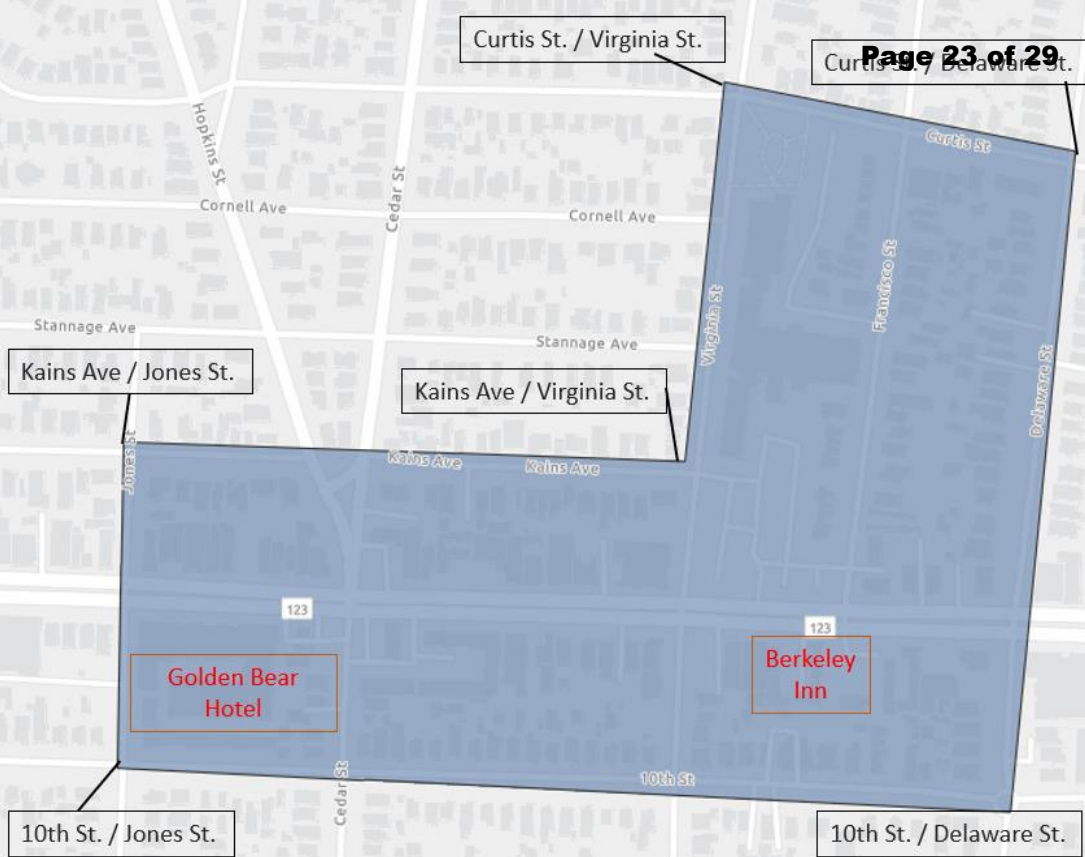 Curtis St. / Virginia St.
Page 23 of 29
Curtis St. / Delaware St.
Hopkins St
Cedar St
Curtis St
Cornell Ave
Cornell Ave
Francisco St
Stannage Ave
Stannage Ave
Virginia St
Delaware St
Kains Ave / Jones St.
Kains Ave / Virginia St.
Jones St
Kains Ave
Kains Ave
123
123
Golden Bear
Hotel
Berkeley
Inn
Cedar St
10th St
10th St. / Jones St.
10th St. / Delaware St.